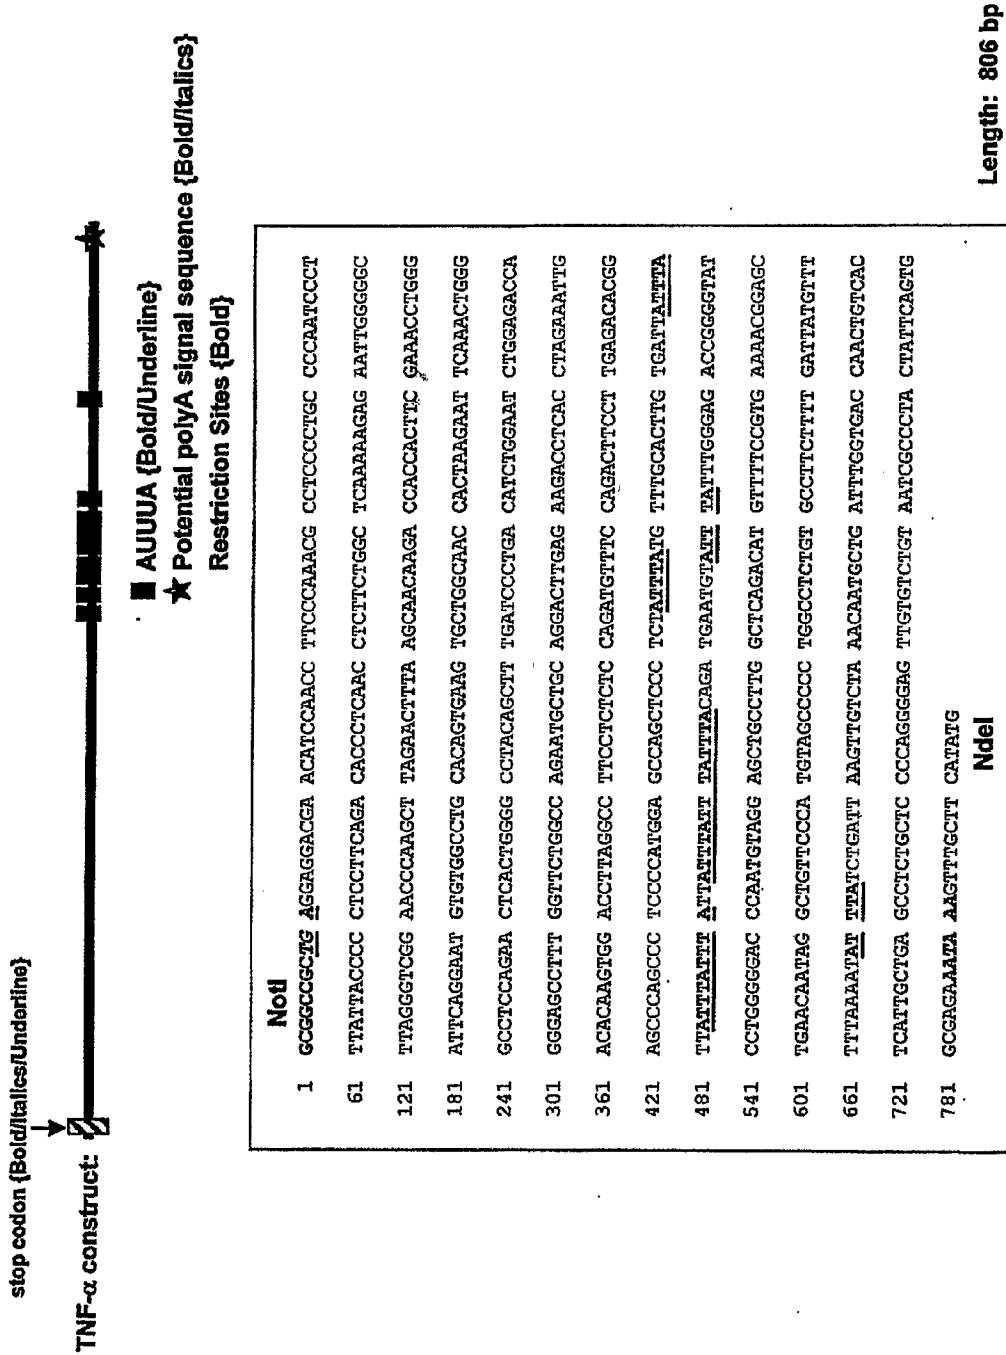 stop codon {Bold/Italics/Underline}
TNF-α construct:
AUUUA {Bold/Underline}
Potential polyA signal sequence {Bold/Italics}
Restriction Sites {Bold}
NotI
1 GCGGCCGCTG AGGAGGACGA ACATCCAACC TTCCCAAACG CCTCCCCTGC CCCAATCCCT
61 TTATTACCCC CTCCTTCAGA CACCCTCAAC CTCTTCTGGC TCAAAAAGAG AATTGGGGGC
121 TTAGGGTCGG AACCCAAGCT TAGAACTTTA AGCAACAAGA CCACCACTTC GAAACCTGGG
181 ATTCAGGAAT GTGTGGCCTG CACAGTGAAG TGCTGGCAAC CACTAAGAAT TCAAACTGGG
241 GCCTCCAGAA CTCACTGGGG CCTACAGCTT TGATCCCTGA CATCTGGAAT CTGGAGACCA
301 GGGAGCCTTT GGTTCTGGCC AGAATGCTGC AGGACTTGAG AAGACCTCAC CTAGAAATTG
361 ACACAAGTGG ACCTTAGGCC TTCCTCTCTC CAGATGTTTC CAGACTTCCT TGAGACACGG
421 AGCCCAGCCC TCCCCATGGA GCCAGCTCCC TCTATTTATG TTTGCACTTG TGATTATTTA
481 TTATTTATTT ATTATTTATT TATTTACAGA TGAATGTATT TATTTGGGAG ACCGGGGTAT
541 CCTGGGGGAC CCAATGTAGG AGCTGCCTTG GCTCAGACAT GTTTTCCGTG AAAACGGAGC
601 TGAACAATAG GCTGTTCCCA TGTAGCCCCC TGGCCTCTGT GCCTTCTTTT GATTATGTTT
661 TTTAAAATAT TTATCTGATT AAGTTGTCTA AACAATGCTG ATTTGGTGAC CAACTGTCAC
721 TCATTGCTGA GCCTCTGCTC CCCAGGGGAG TTGTGTCTGT AATCGCCCTA CTATTCAGTG
781 GCGAGAAATA AAGTTTGCTT CATATG
NdeI
Length: 806 bp